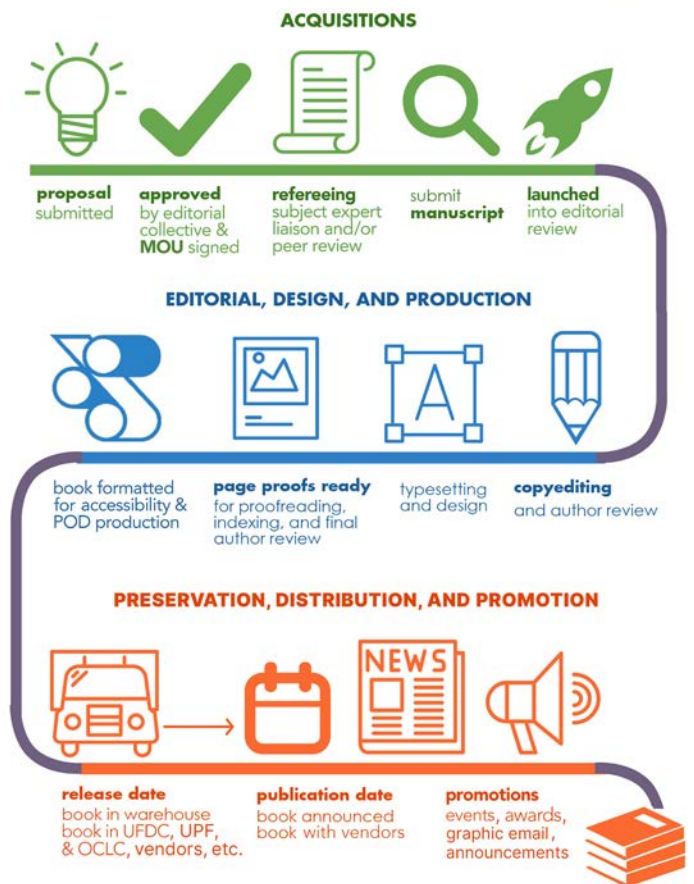 ACQUISITIONS
proposal
submitted
approved
by editorial
collective &
MOU signed
refereeing
subject expert
liaison and/or
peer review
submit
manuscript
launched
into editorial
review
EDITORIAL, DESIGN, AND PRODUCTION
A
book formatted
for accessibility &
POD production
page proofs ready
for proofreading,
indexing, and final
author review
typesetting
and design
copyediting
and author review
PRESERVATION, DISTRIBUTION, AND PROMOTION
NEWS
release date
book in warehouse
book in UFDC, UPF,
& OCLC, vendors, etc.
publication date
book announced
book with vendors
promotions
events, awards,
graphic email,
announcements